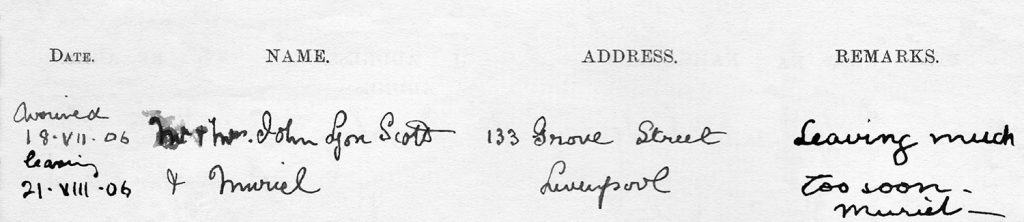 DATE. NAME. ADDRESS. REMARKS.
Arrived
18·VII·06 Mr & Mrs. John Lyon Scott 133 Grove Street Leaving much
leaving
21·VIII·06 & Muriel Liverpool too soon -
Muriel -